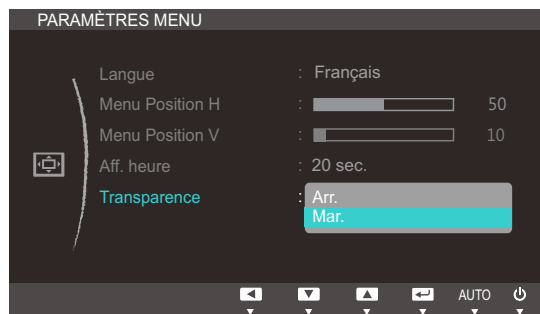 PARAMÈTRES MENU
Langue : Français
Menu Position H : 50
Menu Position V : 10
Aff. heure : 20 sec.
Transparence : Arr.
Mar.
AUTO